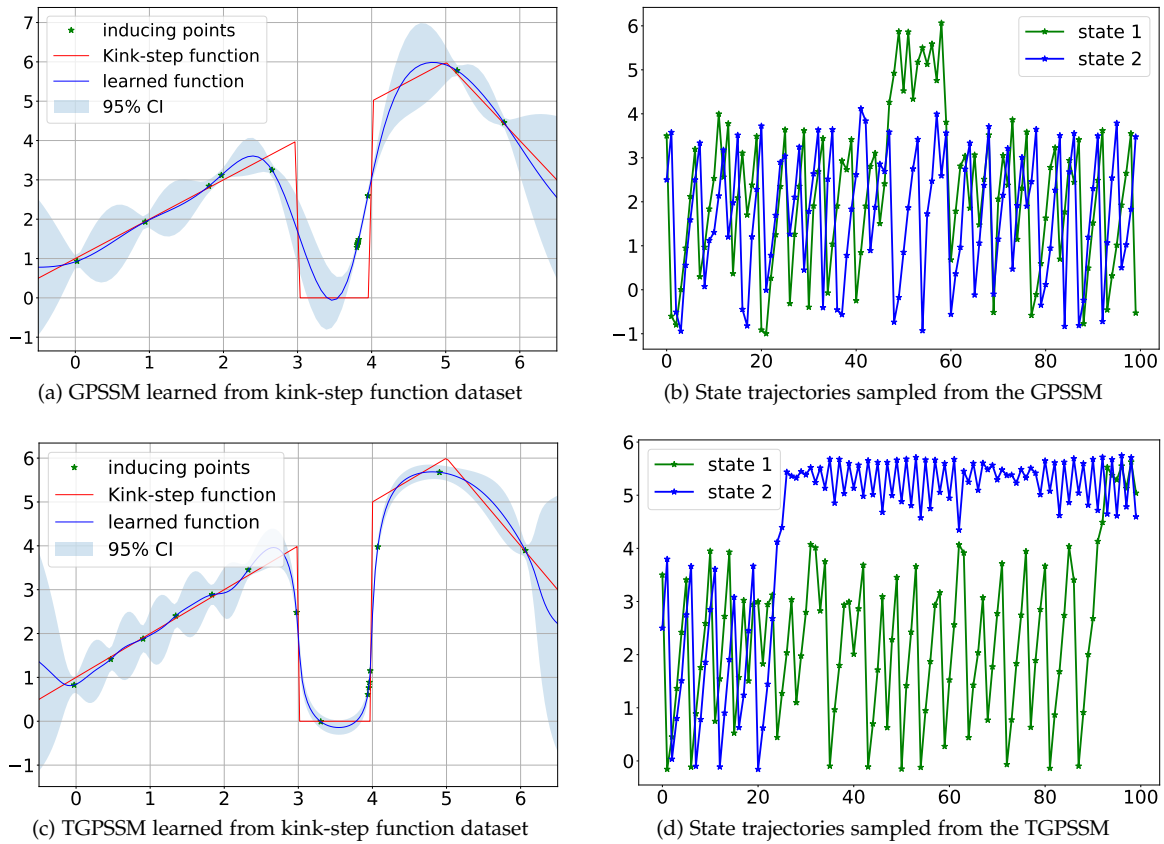 7
6
5
4
3
2
1
0
−1
inducing points
Kink-step function
learned function
95% CI
0 1 2 3 4 5 6
(a) GPSSM learned from kink-step function dataset
6
5
4
3
2
1
0
−1
state 1
state 2
0 20 40 60 80 100
(b) State trajectories sampled from the GPSSM
6
5
4
3
2
1
0
−1
inducing points
Kink-step function
learned function
95% CI
0 1 2 3 4 5 6
(c) TGPSSM learned from kink-step function dataset
6
5
4
3
2
1
0
state 1
state 2
0 20 40 60 80 100
(d) State trajectories sampled from the TGPSSM